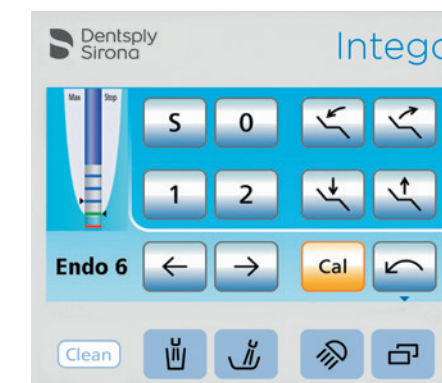 Dentsply
Sirona
Intego
Max Stop
S 0
1 2
Endo 6 Cal
Clean